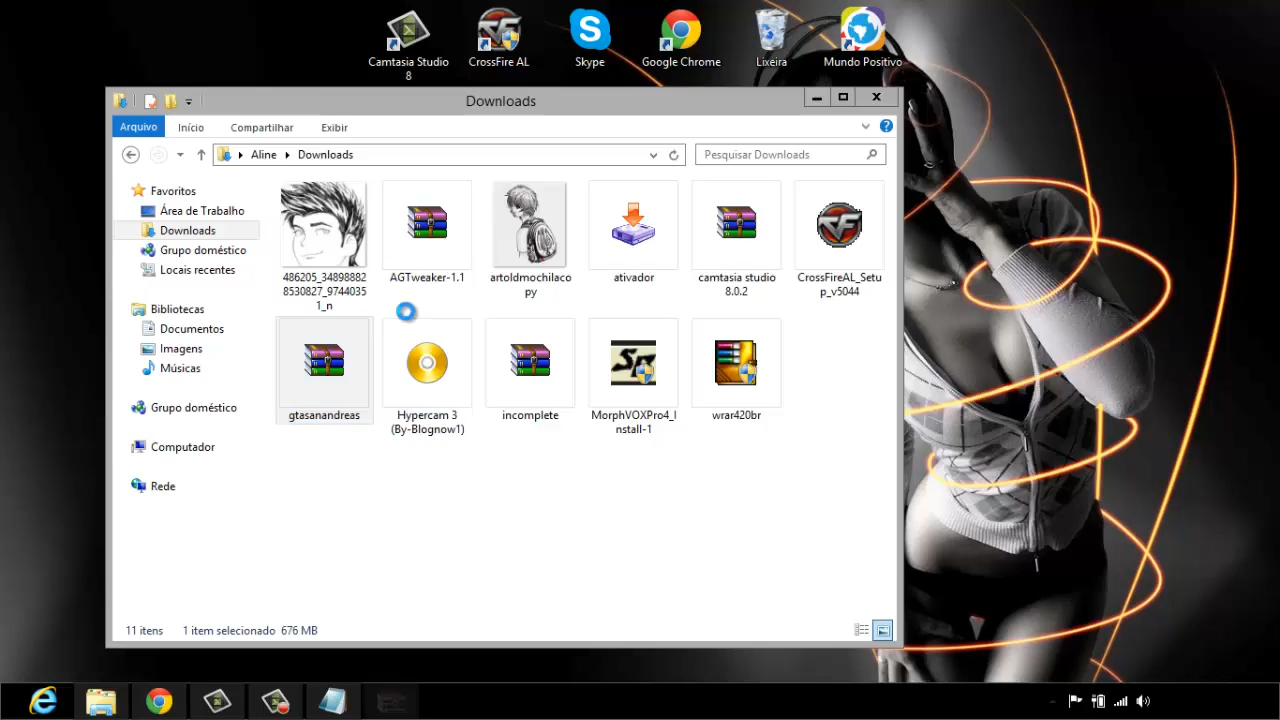 Camtasia Studio
8
CrossFire AL
Skype
Google Chrome
Lixeira
Mundo Positivo
Downloads
Arquivo
Início
Compartilhar
Exibir
Aline
Downloads
Pesquisar Downloads
Favoritos
Área de Trabalho
Downloads
Grupo doméstico
Locais recentes
Bibliotecas
Documentos
Imagens
Músicas
Grupo doméstico
Computador
Rede
486205_34898882
8530827_9744035
1_n
AGTweaker-1.1
artoldmochilaco
py
ativador
camtasia studio
8.0.2
CrossFireAL_Setu
p_v5044
gtasanandreas
Hypercam 3
(By-Blognow1)
incomplete
MorphVOXPro4_I
nstall-1
wrar420br
11 itens
1 item selecionado 676 MB